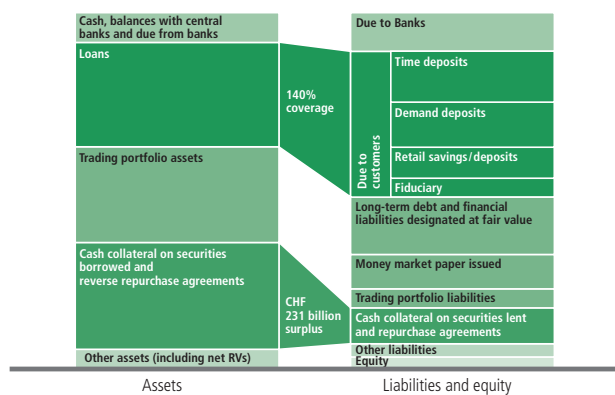 Cash, balances with central
banks and due from banks
Loans
Trading portfolio assets
Cash collateral on securities
borrowed and
reverse repurchase agreements
Other assets (including net RVs)
140%
coverage
CHF
231 billion
surplus
Due to Banks
Due to
customers
Time deposits
Demand deposits
Retail savings/deposits
Fiduciary
Long-term debt and financial
liabilities designated at fair value
Money market paper issued
Trading portfolio liabilities
Cash collateral on securities lent
and repurchase agreements
Other liabilities
Equity
Assets
Liabilities and equity